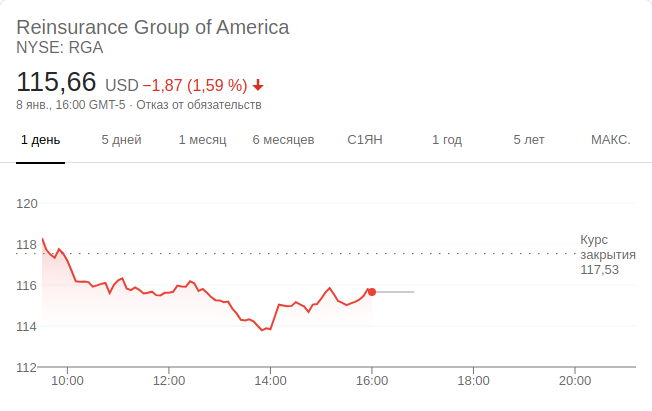 Reinsurance Group of America
NYSE: RGA
115,66 USD −1,87 (1,59 %)
8 янв., 16:00 GMT-5 · Отказ от обязательств
1 день 5 дней 1 месяц 6 месяцев С1ЯН 1 год 5 лет МАКС.
120
118
116
114
112
Курс
закрытия
117,53
10:00 12:00 14:00 16:00 18:00 20:00